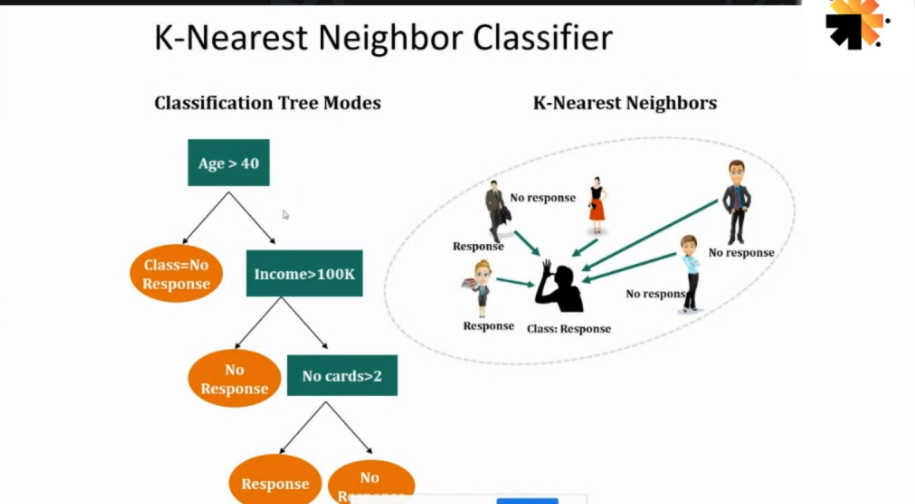 K-Nearest Neighbor Classifier
Classification Tree Modes
Age > 40
Class=No
Response
Income>100K
No
Response
No cards>2
Response
No
K-Nearest Neighbors
No response
Response
No response
No respons
Response
Class: Response